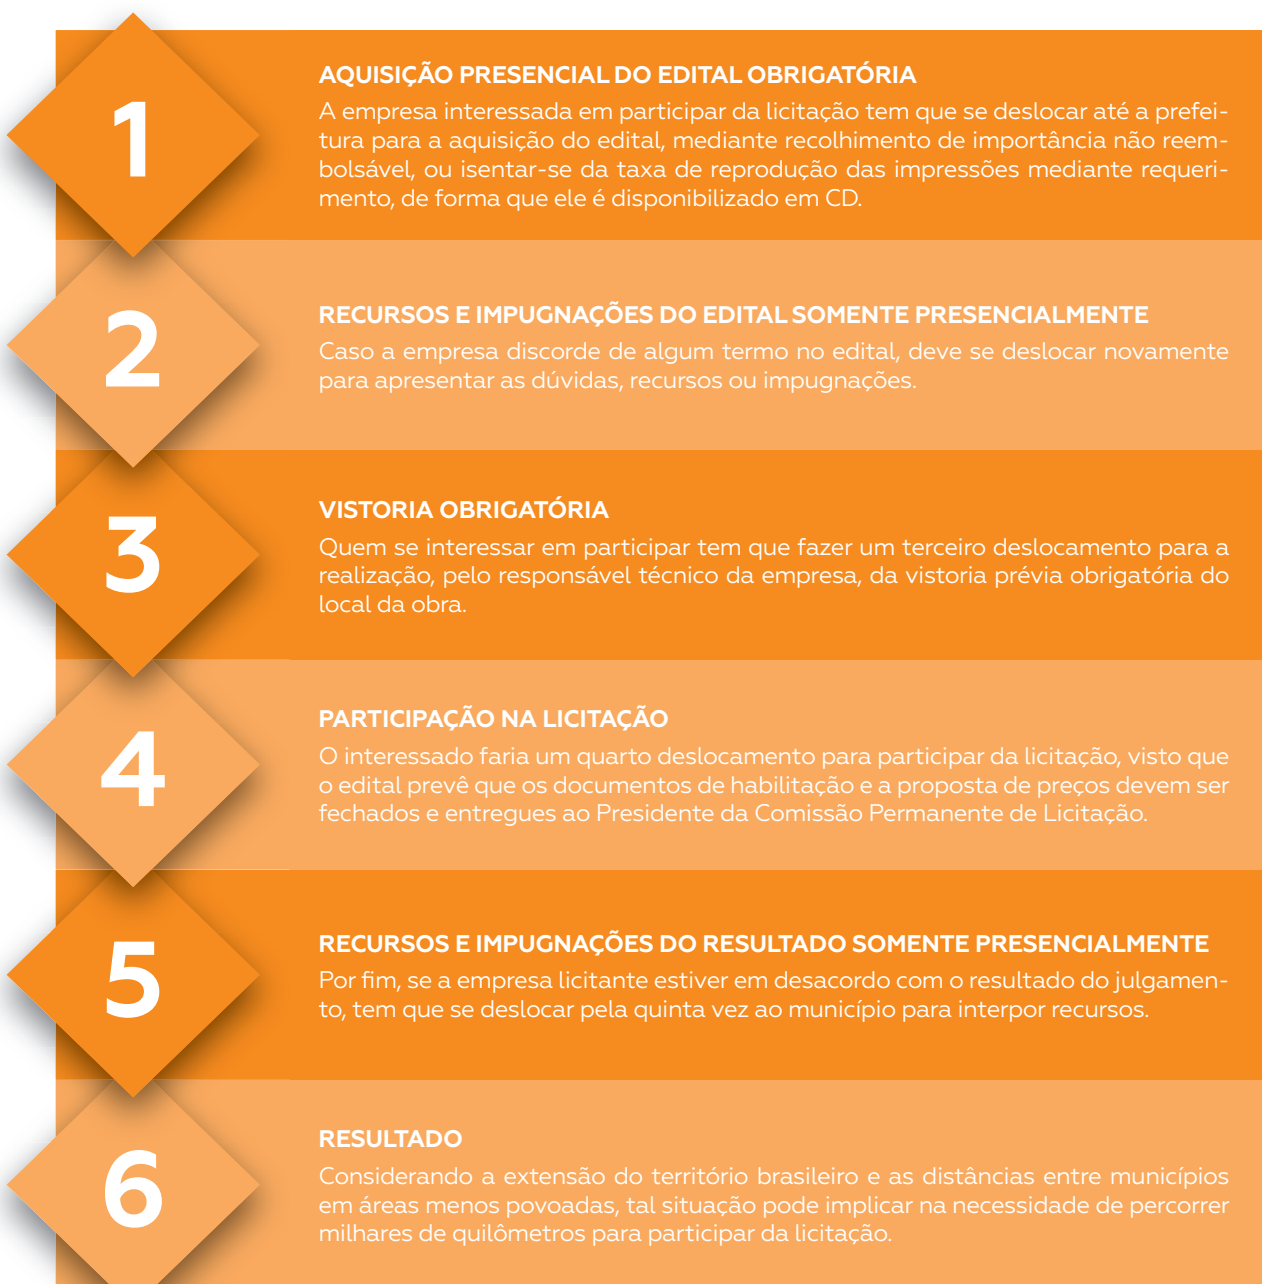 1
AQUISIÇÃO PRESENCIAL DO EDITAL OBRIGATÓRIA
A empresa interessada em participar da licitação tem que se deslocar até a prefei-
tura para a aquisição do edital, mediante recolhimento de importância não reem-
bolsável, ou isentar-se da taxa de reprodução das impressões mediante requeri-
mento, de forma que ele é disponibilizado em CD.
2
RECURSOS E IMPUGNAÇÕES DO EDITAL SOMENTE PRESENCIALMENTE
Caso a empresa discorde de algum termo no edital, deve se deslocar novamente
para apresentar as dúvidas, recursos ou impugnações.
3
VISTORIA OBRIGATÓRIA
Quem se interessar em participar tem que fazer um terceiro deslocamento para a
realização, pelo responsável técnico da empresa, da vistoria prévia obrigatória do
local da obra.
4
PARTICIPAÇÃO NA LICITAÇÃO
O interessado faria um quarto deslocamento para participar da licitação, visto que
o edital prevê que os documentos de habilitação e a proposta de preços devem ser
fechados e entregues ao Presidente da Comissão Permanente de Licitação.
5
RECURSOS E IMPUGNAÇÕES DO RESULTADO SOMENTE PRESENCIALMENTE
Por fim, se a empresa licitante estiver em desacordo com o resultado do julgamen-
to, tem que se deslocar pela quinta vez ao município para interpor recursos.
6
RESULTADO
Considerando a extensão do território brasileiro e as distâncias entre municípios
em áreas menos povoadas, tal situação pode implicar na necessidade de percorrer
milhares de quilômetros para participar da licitação.